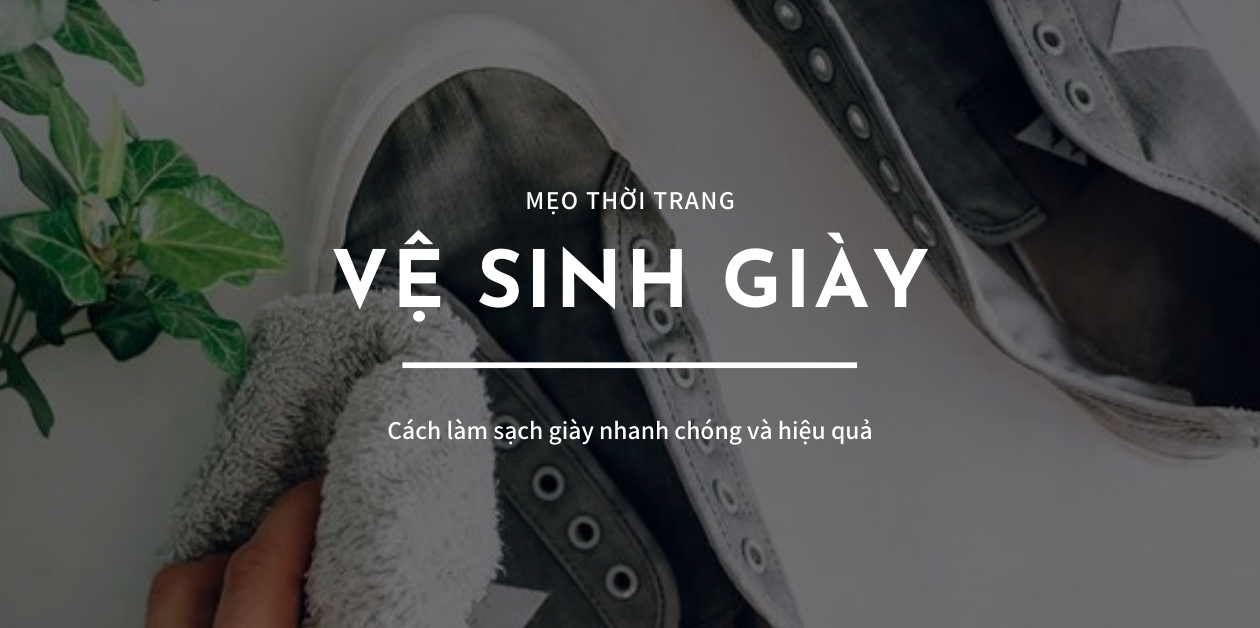 MẸO THỜI TRANG
VỆ SINH GIÀY
Cách làm sạch giày nhanh chóng và hiệu quả